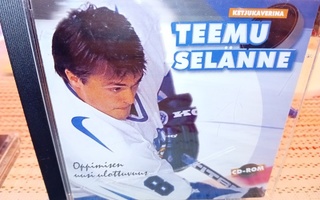 KETJUKAVERINA
TEEMU
SELÄNNE
Oppimisen
uusi ulottuvuus
8
CD-ROM